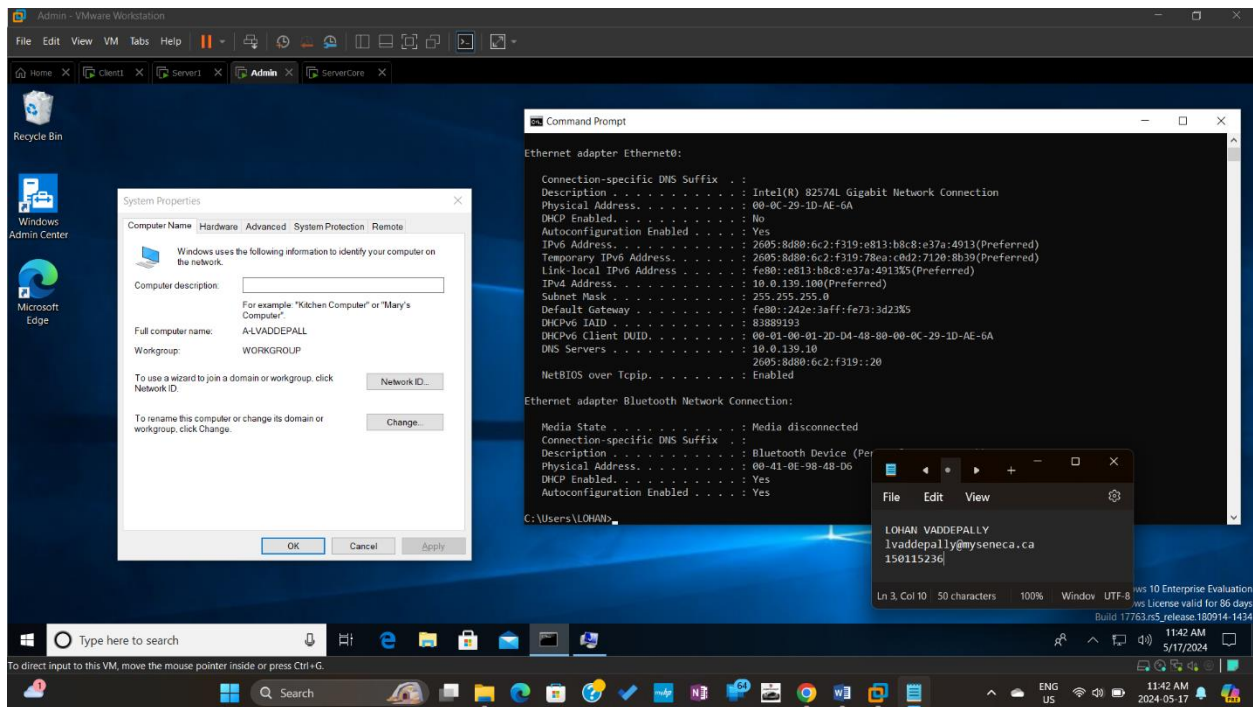 Admin - VMware Workstation
File Edit View VM Tabs Help
Home Client1 Server1 Admin ServerCore
Recycle Bin
Windows
Admin Center
Microsoft
Edge
System Properties
Computer Name Hardware Advanced System Protection Remote
Windows uses the following information to identify your computer on
the network.
Computer description:
For example: "Kitchen Computer" or "Mary's
Computer".
Full computer name: A-LVADDEPALL
Workgroup: WORKGROUP
To use a wizard to join a domain or workgroup, click
Network ID.
Network ID...
To rename this computer or change its domain or
workgroup, click Change.
Change...
OK Cancel Apply
Command Prompt
Ethernet adapter Ethernet0:
Connection-specific DNS Suffix . :
Description . . . . . . . . . . . : Intel(R) 82574L Gigabit Network Connection
Physical Address. . . . . . . . . : 00-0C-29-1D-AE-6A
DHCP Enabled. . . . . . . . . . . : No
Autoconfiguration Enabled . . . . : Yes
IPv6 Address. . . . . . . . . . . : 2605:8d80:6c2:f319:e813:b8c8:e37a:4913(Preferred)
Temporary IPv6 Address. . . . . . : 2605:8d80:6c2:f319:78ea:c0d2:7120:8b39(Preferred)
Link-local IPv6 Address . . . . . : fe80::e813:b8c8:e37a:4913%5(Preferred)
IPv4 Address. . . . . . . . . . . : 10.0.139.100(Preferred)
Subnet Mask . . . . . . . . . . . : 255.255.255.0
Default Gateway . . . . . . . . . : fe80::242e:3aff:fe73:3d23%5
DHCPv6 IAID . . . . . . . . . . . : 83889193
DHCPv6 Client DUID. . . . . . . . : 00-01-00-01-2D-D4-48-80-00-0C-29-1D-AE-6A
DNS Servers . . . . . . . . . . . : 10.0.139.10
2605:8d80:6c2:f319::20
NetBIOS over Tcpip. . . . . . . . : Enabled
Ethernet adapter Bluetooth Network Connection:
Media State . . . . . . . . . . . : Media disconnected
Connection-specific DNS Suffix . :
Description . . . . . . . . . . . : Bluetooth Device
Physical Address. . . . . . . . . : 00-41-0E-98-48-D6
DHCP Enabled. . . . . . . . . . . : Yes
Autoconfiguration Enabled . . . . : Yes
C:\Users\LOHAN>
File Edit View
LOHAN VADDEPALLY
lvaddepally@myseneca.ca
150115236
Ln 3, Col 10 50 characters 100% Window UTF-8
10 Enterprise Evaluation
License valid for 86 days
Build 17763.rs5_release.180914-1434
Type here to search
11:42 AM
5/17/2024
To direct input to this VM, move the mouse pointer inside or press Ctrl+G.
Search
64
ENG
US
11:42 AM
2024-05-17